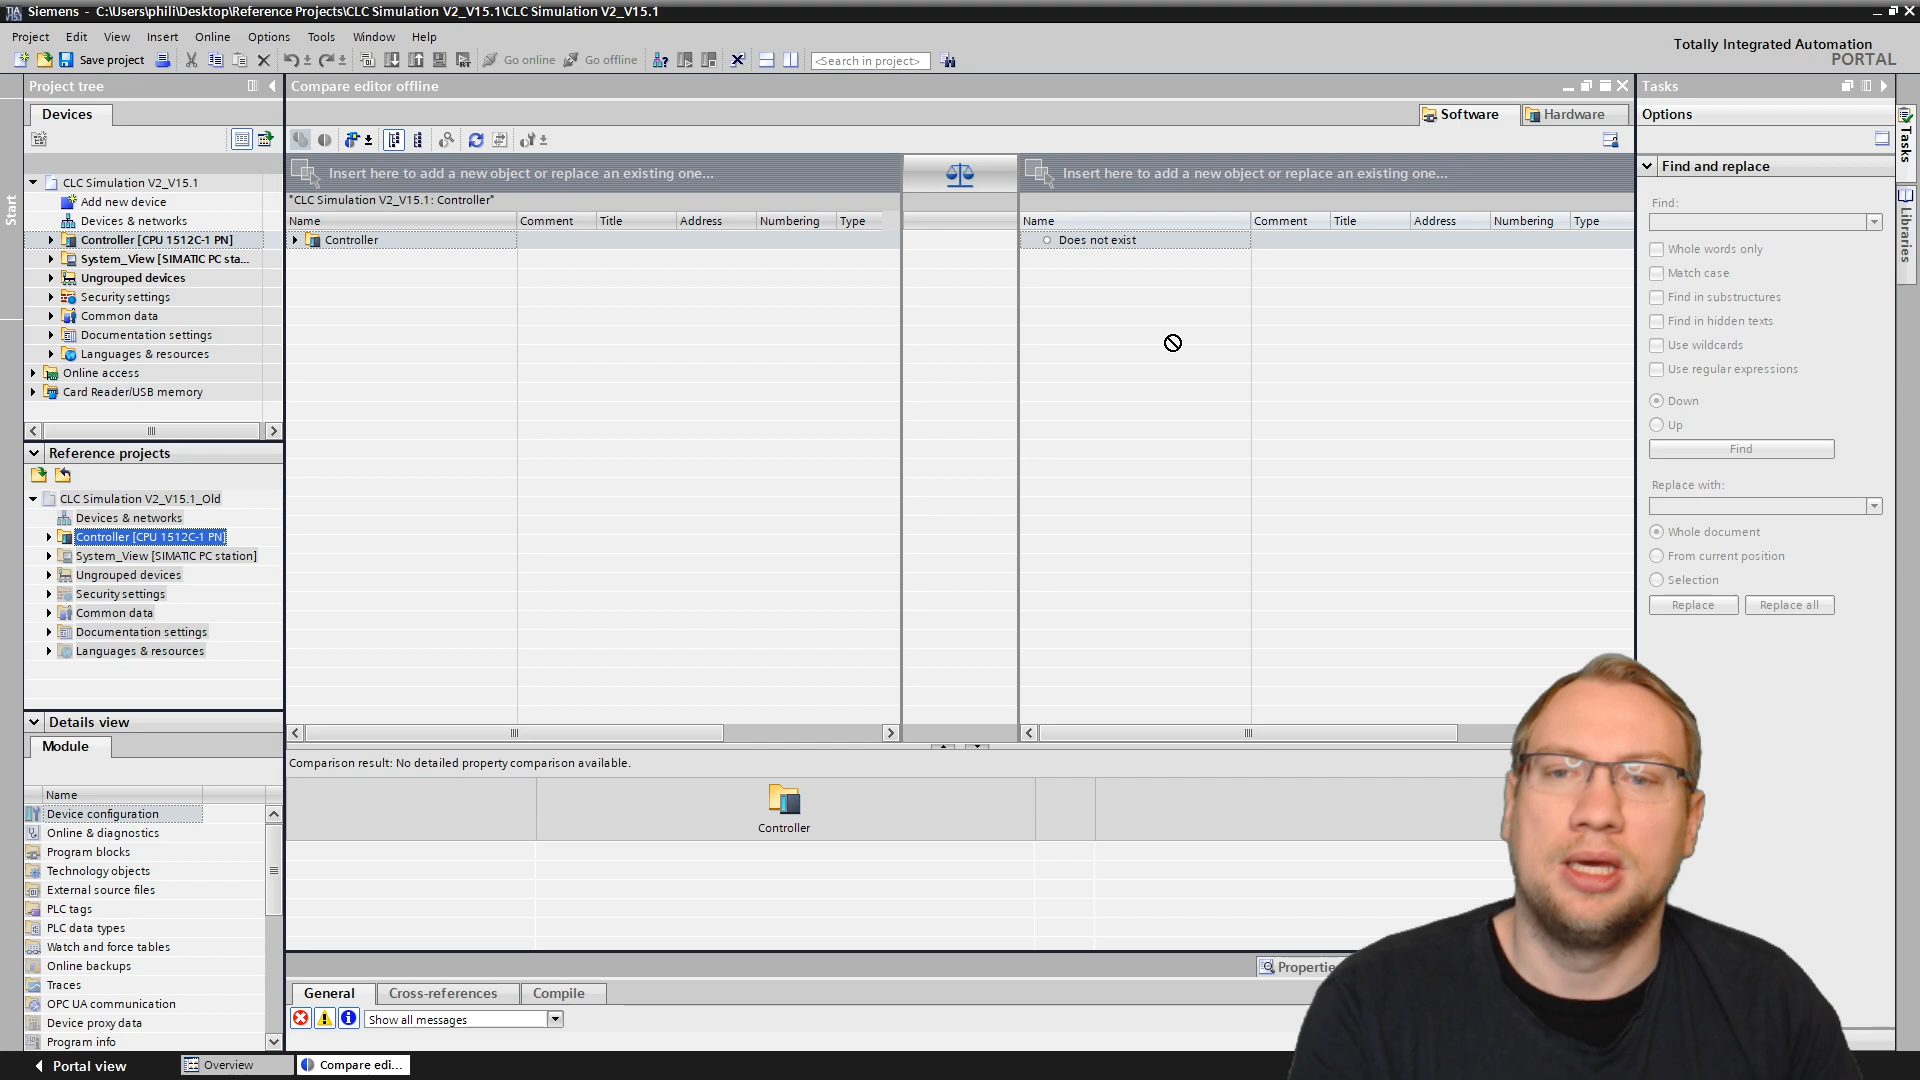 Siemens - C:\Users\phili\Desktop\Reference Projects\CLC Simulation V2_V15.1\CLC Simulation V2_V15.1
Project Edit View Insert Online Options Tools Window Help
Totally Integrated Automation
PORTAL
Save project
Go online
Go offline
<Search in project>
Project tree
Compare editor offline
Tasks
Devices
Software
Hardware
Options
Start
Tasks
Libraries
Insert here to add a new object or replace an existing one...
Insert here to add a new object or replace an existing one...
Find and replace
CLC Simulation V2_V15.1
Add new device
Devices & networks
Controller [CPU 1512C-1 PN]
System_View [SIMATIC PC sta...
Ungrouped devices
Security settings
Common data
Documentation settings
Languages & resources
Online access
Card Reader/USB memory
"CLC Simulation V2_V15.1: Controller"
Name Comment Title Address Numbering Type
Controller
Name Comment Title Address Numbering Type
Does not exist
Find:
Whole words only
Match case
Find in substructures
Find in hidden texts
Use wildcards
Use regular expressions
Down
Up
Find
Replace with:
Whole document
From current position
Selection
Replace
Replace all
Reference projects
CLC Simulation V2_V15.1_Old
Devices & networks
Controller [CPU 1512C-1 PN]
System_View [SIMATIC PC station]
Ungrouped devices
Security settings
Common data
Documentation settings
Languages & resources
Details view
Module
Name
Device configuration
Online & diagnostics
Program blocks
Technology objects
External source files
PLC tags
PLC data types
Watch and force tables
Online backups
Traces
OPC UA communication
Device proxy data
Program info
Comparison result: No detailed property comparison available.
Controller
General
Cross-references
Compile
Show all messages
Portal view
Overview
Compare edi...